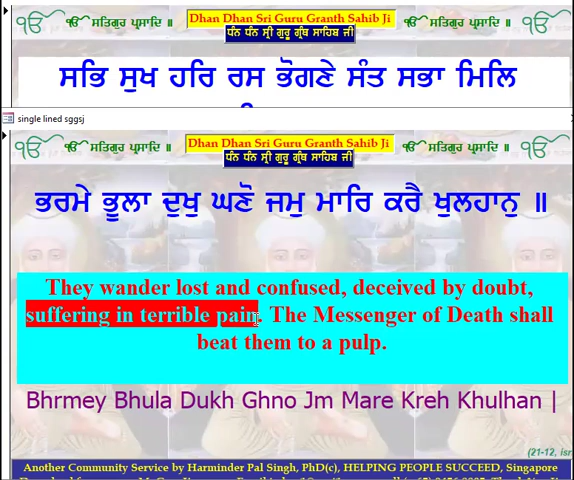 ੴ ਸਤਿਗੁਰ ਪ੍ਰਸਾਦਿ ॥ Dhan Dhan Sri Guru Granth Sahib Ji ੴ ਸਤਿਗੁਰ ਪ੍ਰਸਾਦਿ ॥ ੴ
ਧੰਨ ਧੰਨ ਸ੍ਰੀ ਗੁਰੂ ਗ੍ਰੰਥ ਸਾਹਿਬ ਜੀ
ਸਭਿ ਸੁਖ ਹਰਿ ਰਸ ਭੋਗਣੇ ਸੰਤ ਸਭਾ ਮਿਲਿ
single lined sggsj
ੴ ੴ ਸਤਿਗੁਰ ਪ੍ਰਸਾਦਿ ॥ Dhan Dhan Sri Guru Granth Sahib Ji ੴ ਸਤਿਗੁਰ ਪ੍ਰਸਾਦਿ ॥ ੴ
ਧੰਨ ਧੰਨ ਸ੍ਰੀ ਗੁਰੂ ਗ੍ਰੰਥ ਸਾਹਿਬ ਜੀ
ਭਰਮੇ ਭੂਲਾ ਦੁਖੁ ਘਣੋ ਜਮੁ ਮਾਰਿ ਕਰੈ ਖੁਲਹਾਨੁ ॥
They wander lost and confused, deceived by doubt,
suffering in terrible pain. The Messenger of Death shall
beat them to a pulp.
Bhrmey Bhula Dukh Ghno Jm Mare Kreh Khulhan |
(21-12, isr
Another Community Service by Harminder Pal Singh, PhD(c), HELPING PEOPLE SUCCEED, Singapore